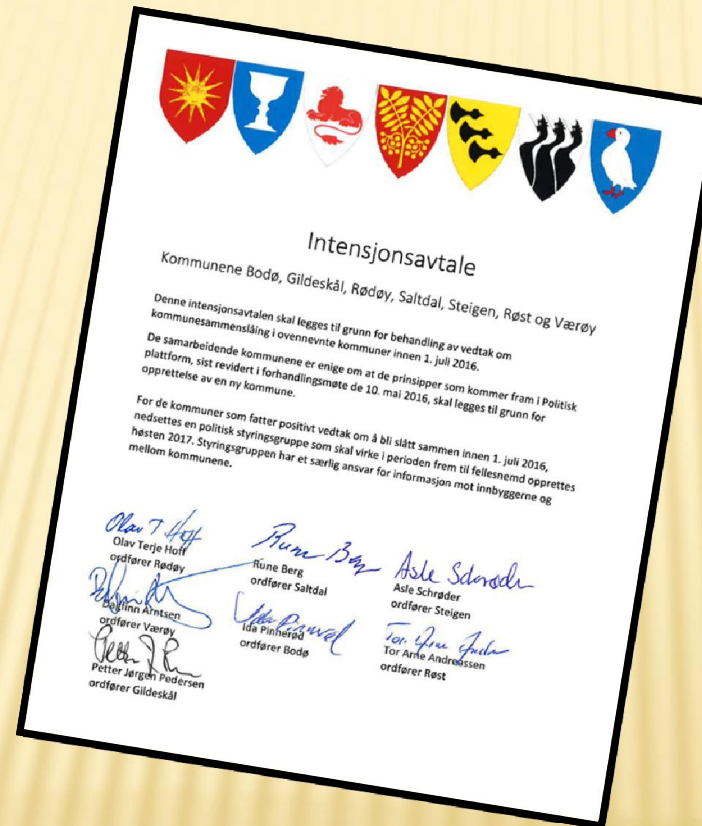 Intensjonsavtale
Kommunene Bodø, Gildeskål, Rødøy, Saltdal, Steigen, Røst og Værøy
Denne intensjonsavtalen skal legges til grunn for behandling av vedtak om
kommunesammenslåing i ovennevnte kommuner innen 1. juli 2016.
De samarbeidende kommunene er enige om at de prinsipper som kommer fram i Politisk
plattform, sist revidert i forhandlingsmøte de 10. mai 2016, skal legges til grunn for
opprettelse av en ny kommune.
For de kommuner som fatter positivt vedtak om å bli slått sammen innen 1. juli 2016,
nedsettes en politisk styringsgruppe som skal virke i perioden frem til fellesnemd opprettes
høsten 2017. Styringsgruppen har et særlig ansvar for informasjon mot innbyggerne og
mellom kommunene.
Olav T Hoff
Rune Berg
Asle Schrøder
Olav Terje Hoff
ordfører Rødøy
Rune Berg
ordfører Saltdal
Asle Schrøder
ordfører Steigen
Dagfinn Arntsen
ordfører Værøy
Ida Pinnerød
ordfører Bodø
Tor Arne Andreassen
ordfører Røst
Petter Jørgen Pedersen
ordfører Gildeskål